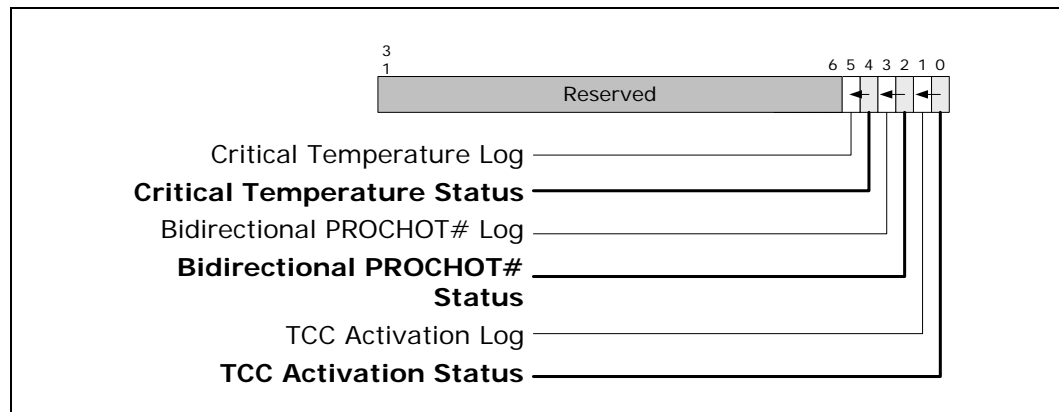 3
1
6 5 4 3 2 1 0
Reserved
Critical Temperature Log
Critical Temperature Status
Bidirectional PROCHOT# Log
Bidirectional PROCHOT#
Status
TCC Activation Log
TCC Activation Status